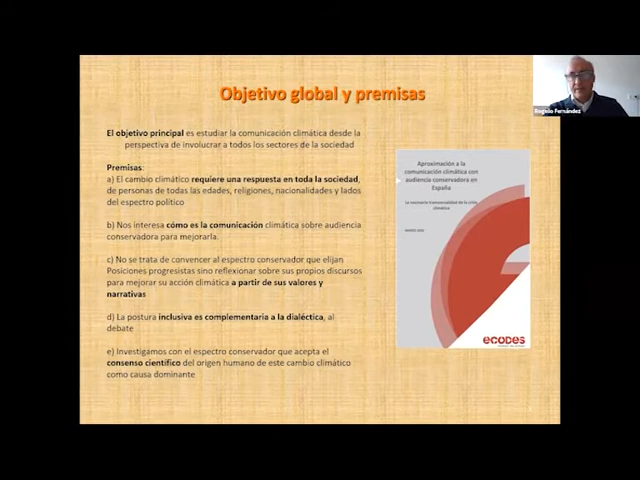 Objetivo global y premisas
El objetivo principal es estudiar la comunicación climática desde la
perspectiva de involucrar a todos los sectores de la sociedad
Premisas:
a) El cambio climático requiere una respuesta en toda la sociedad,
de personas de todas las edades, religiones, nacionalidades y lados
del espectro político
b) Nos interesa cómo es la comunicación climática sobre audiencia
conservadora para mejorarla.
c) No se trata de convencer al espectro conservador que elijan
Posiciones progresistas sino reflexionar sobre sus propios discursos
para mejorar su acción climática a partir de sus valores y
narrativas
d) La postura inclusiva es complementaria a la dialéctica, al
debate
e) Investigamos con el espectro conservador que acepta el
consenso científico del origen humano de este cambio climático
como causa dominante
Aproximación a la
comunicación climática con
audiencia conservadora en
España
La necesaria transversalidad de la crisis
climática
ecodes
Rogelio Fernández